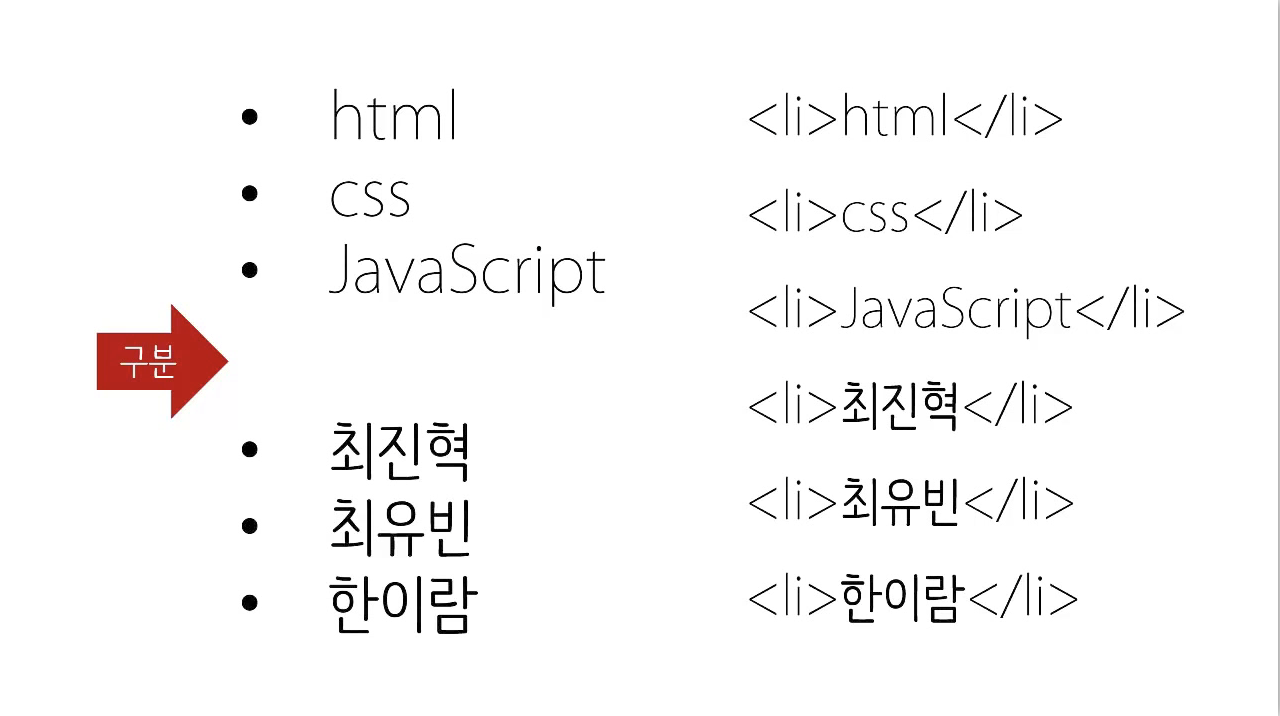 • html
• css
• JavaScript
구분
• 최진혁
• 최유빈
• 한이람
<li>html</li>
<li>css</li>
<li>JavaScript</li>
<li>최진혁</li>
<li>최유빈</li>
<li>한이람</li>